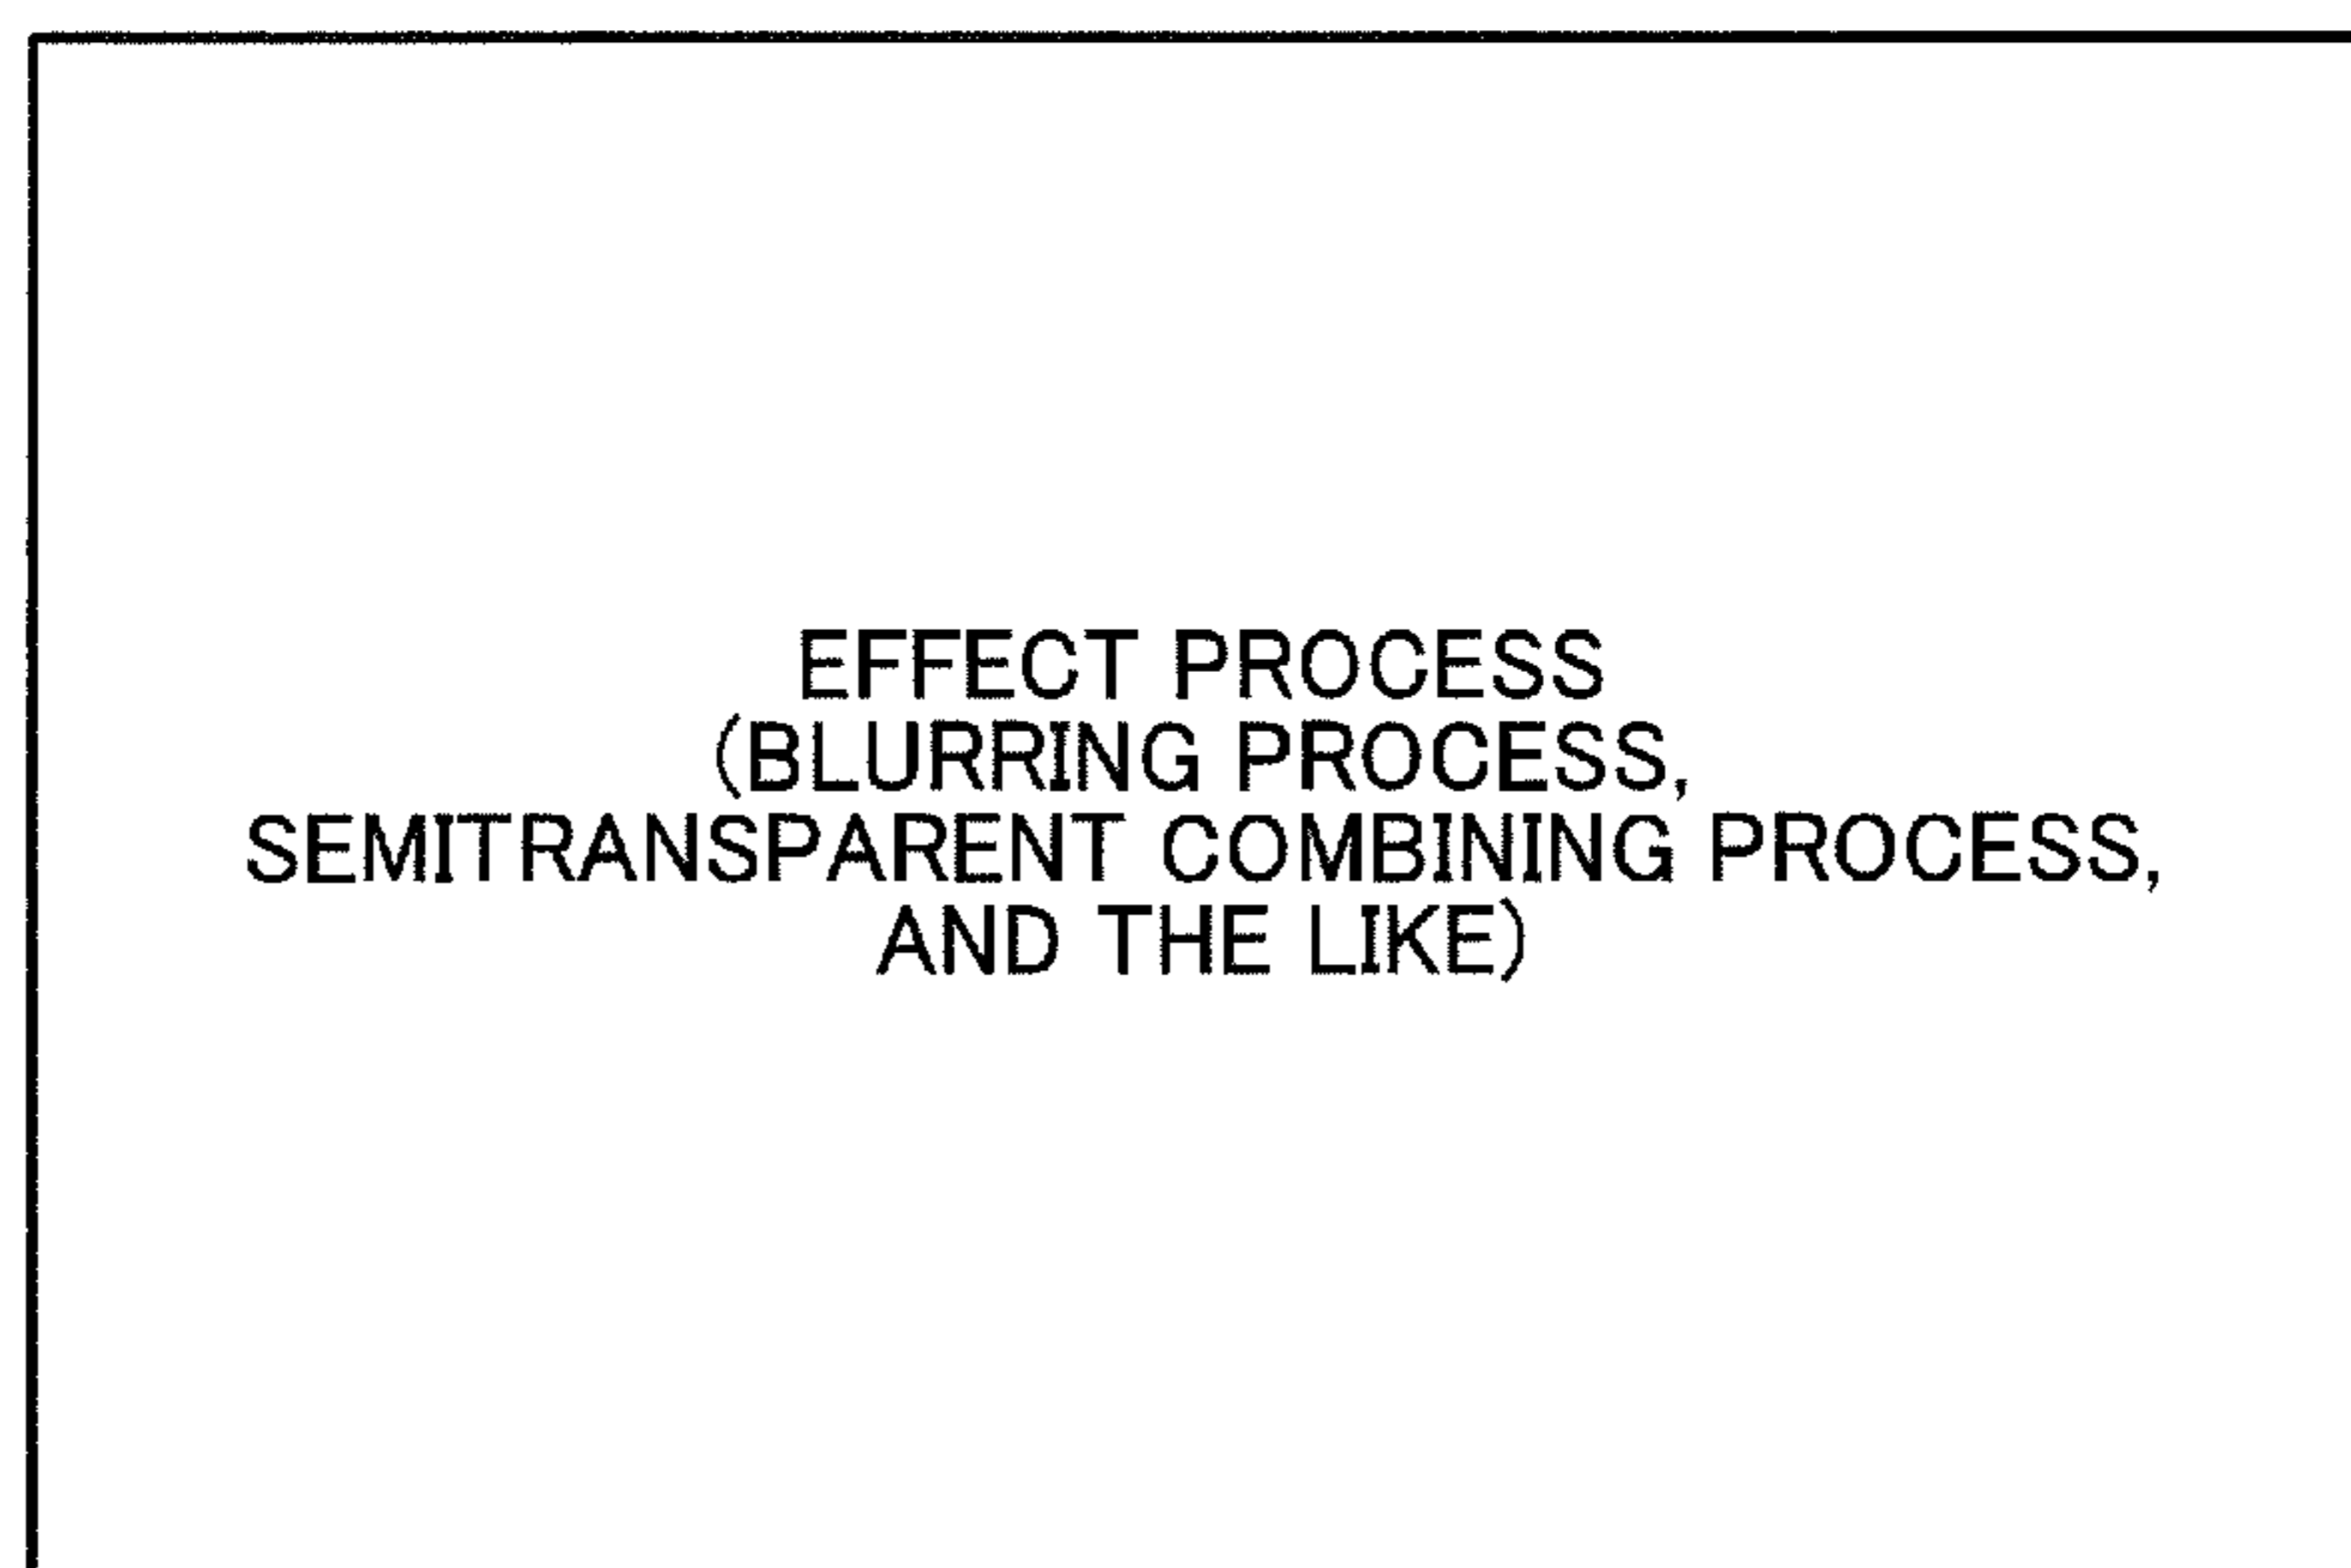 EFFECT PROCESS
(BLURRING PROCESS,
SEMITRANSPARENT COMBINING PROCESS,
AND THE LIKE)